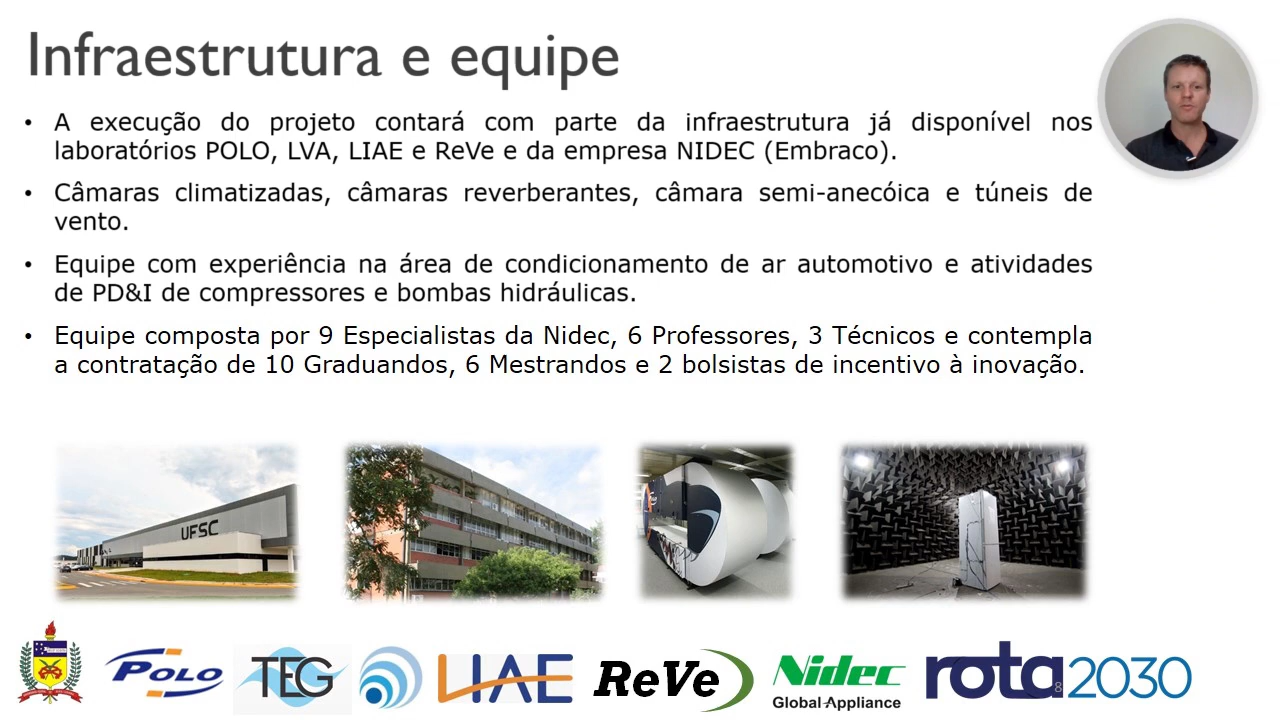 Infraestrutura e equipe
• A execução do projeto contará com parte da infraestrutura já disponível nos
laboratórios POLO, LVA, LIAE e ReVe e da empresa NIDEC (Embraco).
• Câmaras climatizadas, câmaras reverberantes, câmara semi-anecóica e túneis de
vento.
• Equipe com experiência na área de condicionamento de ar automotivo e atividades
de PD&I de compressores e bombas hidráulicas.
• Equipe composta por 9 Especialistas da Nidec, 6 Professores, 3 Técnicos e contempla
a contratação de 10 Graduandos, 6 Mestrandos e 2 bolsistas de incentivo à inovação.
UFSC
POLO
TEG
LIAE
ReVe
Nidec
Global Appliance
rota2030
8